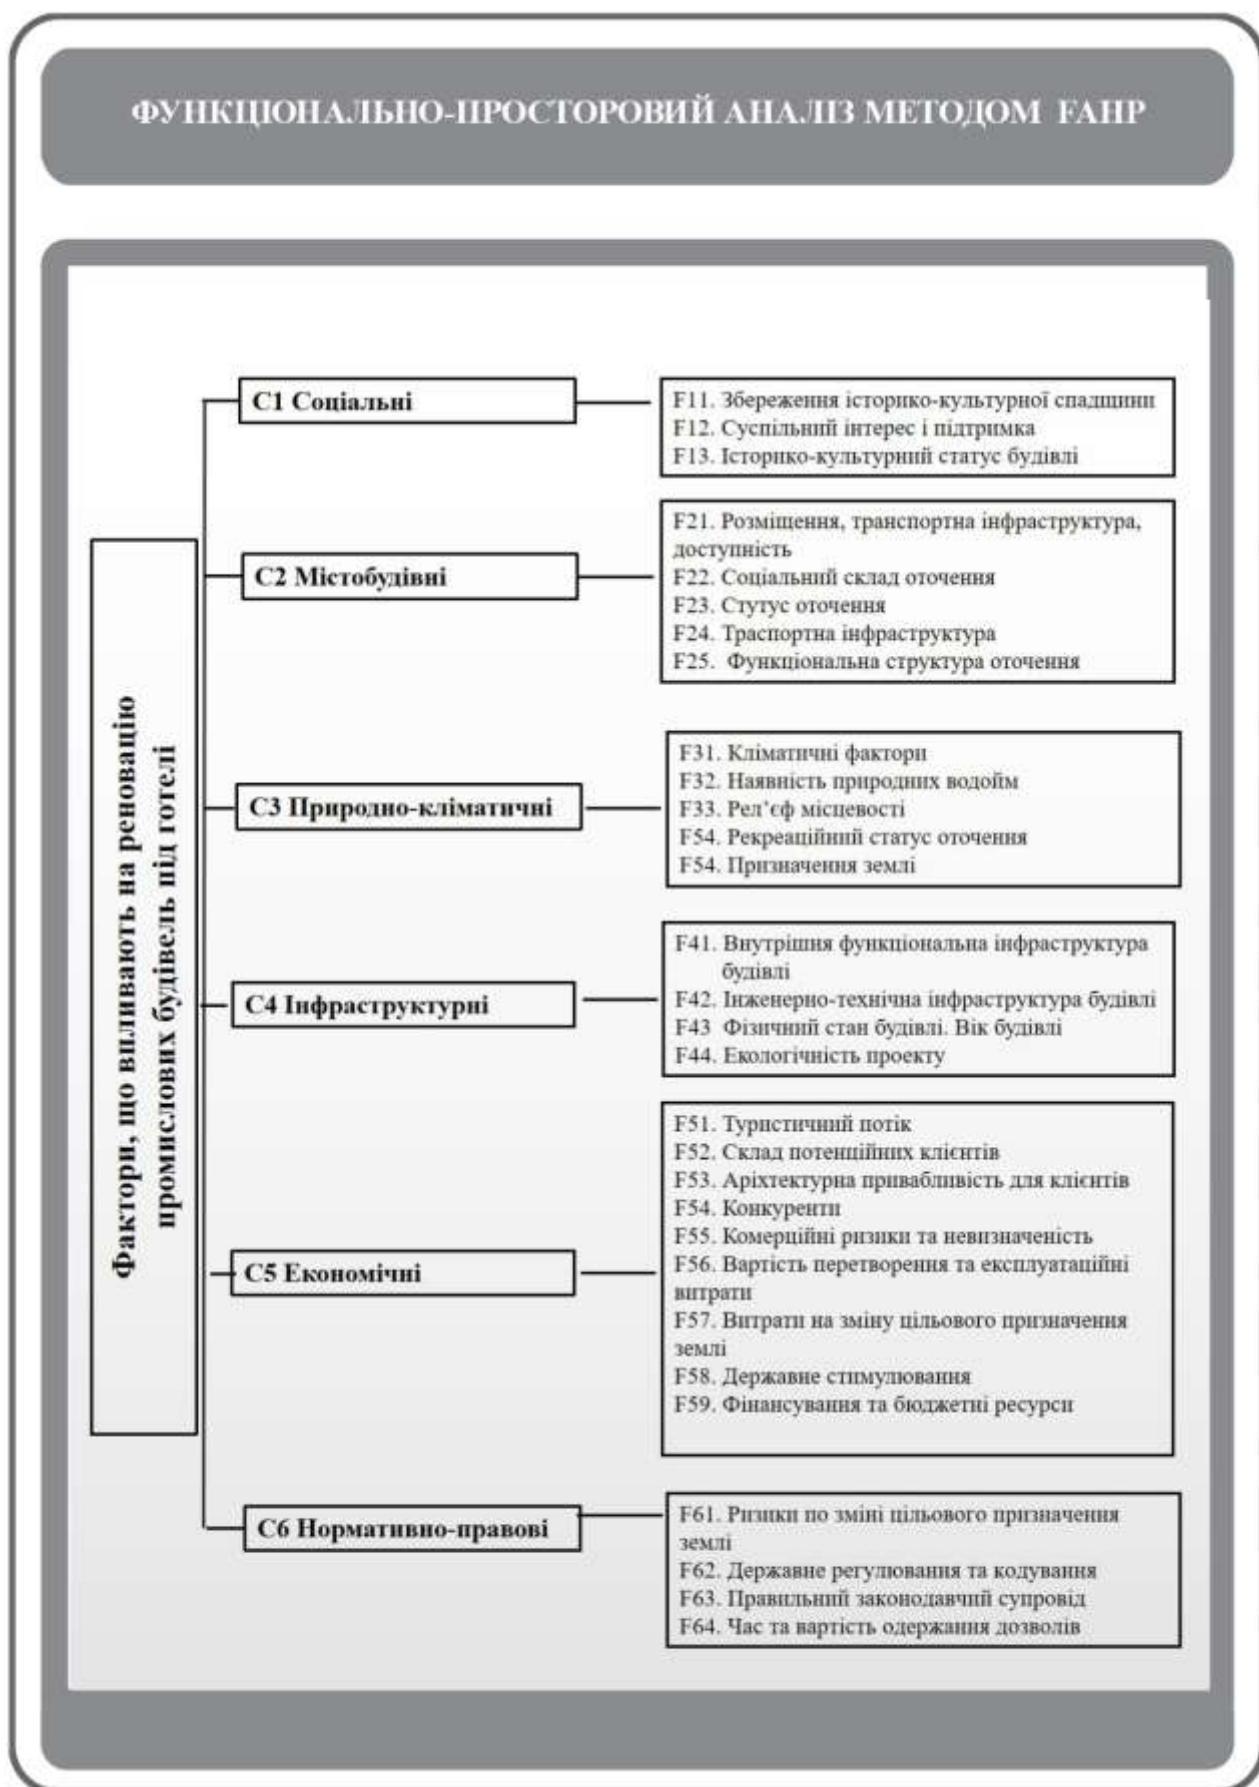 ФУНКЦІОНАЛЬНО-ПРОСТОРОВИЙ АНАЛІЗ МЕТОДОМ FAHP
Фактори, що впливають на реновацію
промислових будівель під готелі
С1 Соціальні
F11. Збереження історико-культурної спадщини
F12. Суспільний інтерес і підтримка
F13. Історико-культурний статус будівлі
С2 Містобудівні
F21. Розміщення, транспортна інфраструктура,
доступність
F22. Соціальний склад оточення
F23. Стутус оточення
F24. Траспортна інфраструктура
F25. Функціональна структура оточення
С3 Природно-кліматичні
F31. Кліматичні фактори
F32. Наявність природних водойм
F33. Рел’єф місцевості
F54. Рекреаційний статус оточення
F54. Призначення землі
С4 Інфраструктурні
F41. Внутрішня функціональна інфраструктура
будівлі
F42. Інженерно-технічна інфраструктура будівлі
F43 Фізичний стан будівлі. Вік будівлі
F44. Екологічність проекту
С5 Економічні
F51. Туристичний потік
F52. Склад потенційних клієнтів
F53. Аріхтектурна привабливість для клієнтів
F54. Конкуренти
F55. Комерційні ризики та невизначеність
F56. Вартість перетворення та експлуатаційні
витрати
F57. Витрати на зміну цільового призначення
землі
F58. Державне стимулювання
F59. Фінансування та бюджетні ресурси
С6 Нормативно-правові
F61. Ризики по зміні цільового призначення
землі
F62. Державне регулювання та кодування
F63. Правильний законодавчий супровід
F64. Час та вартість одержання дозволів